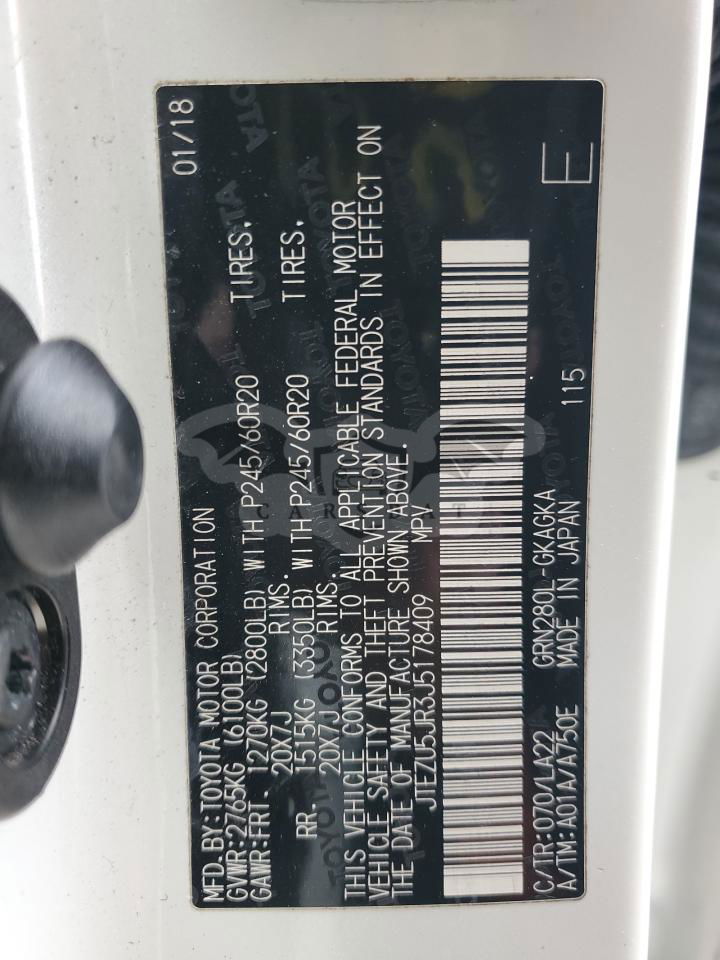 MFD.BY:TOYOTA MOTOR CORPORATION 01/18
GVWR:2765KG (6100LB)
GAWR:FRT 1270KG (2800LB) WITH P245/60R20 TIRES,
20X7J RIMS.
RR. 1515KG (3350LB) WITH P245/60R20 TIRES,
20X7J RIMS.
THIS VEHICLE CONFORMS TO ALL APPLICABLE FEDERAL MOTOR
VEHICLE SAFETY AND THEFT PREVENTION STANDARDS IN EFFECT ON
THE DATE OF MANUFACTURE SHOWN ABOVE.
JTEZU5JR3J5178409 MPV
C/TR:070/LA22 GRN280L-GKAGKA
A/TM:A01A/A750E MADE IN JAPAN 115 E